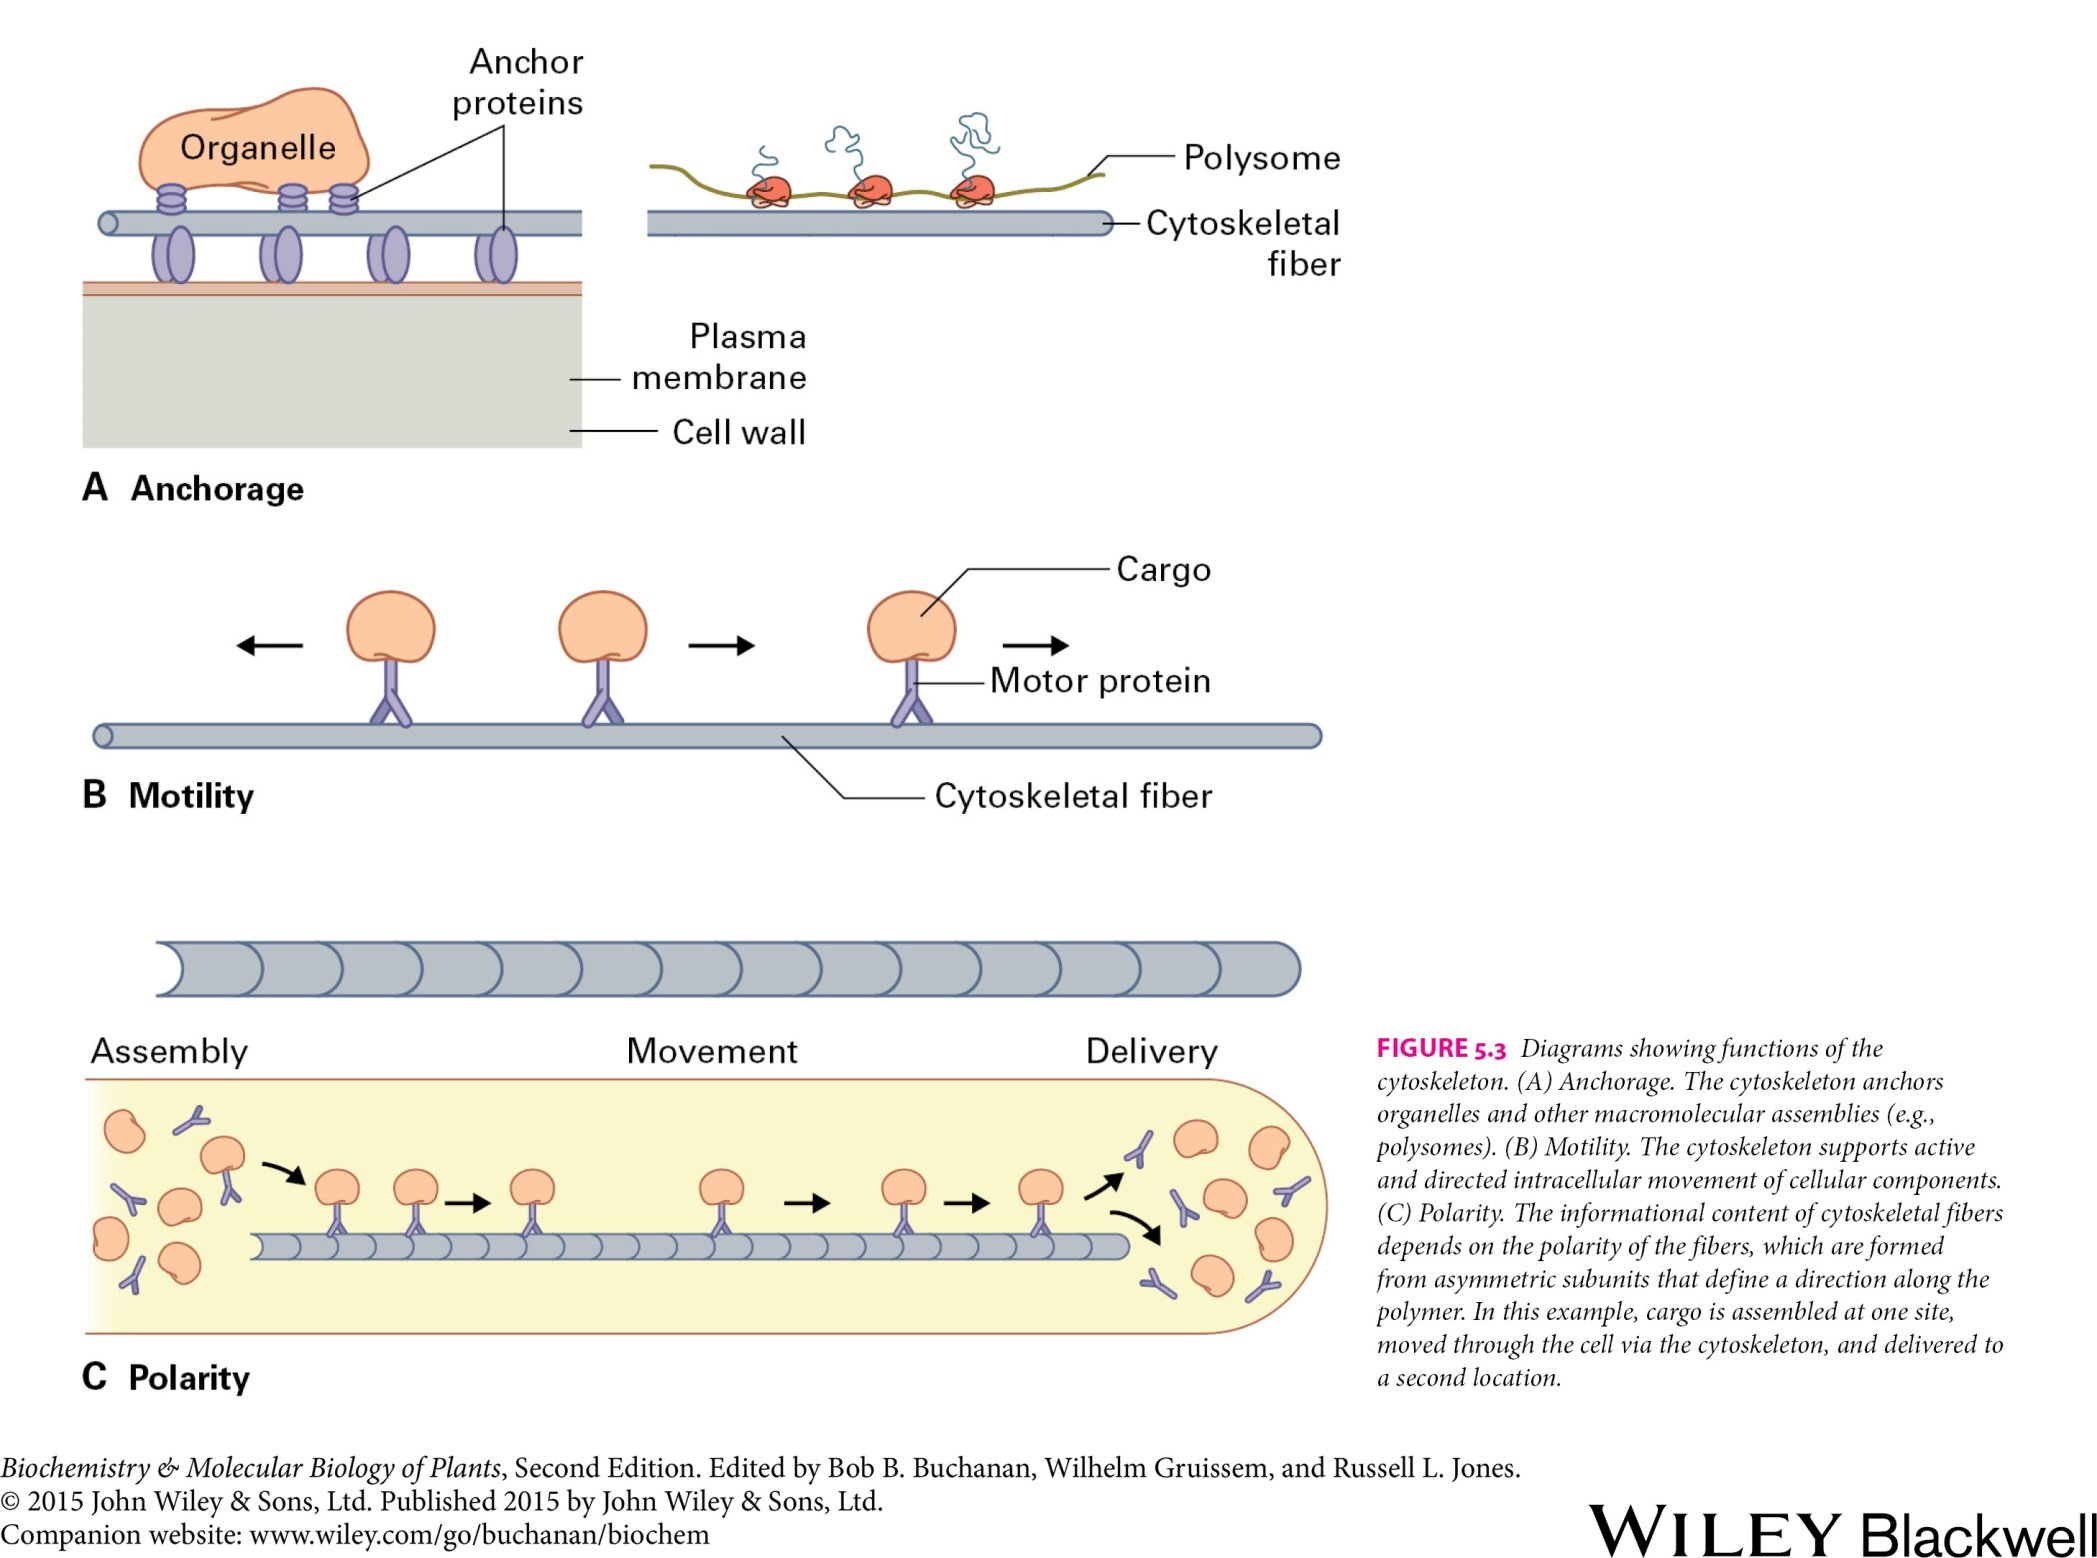 Anchor
proteins
Organelle
Polysome
Cytoskeletal
fiber
Plasma
membrane
Cell wall
A Anchorage
Cargo
Motor protein
B Motility
Cytoskeletal fiber
Assembly
Movement
Delivery
C Polarity
FIGURE 5.3 Diagrams showing functions of the
cytoskeleton. (A) Anchorage. The cytoskeleton anchors
organelles and other macromolecular assemblies (e.g.,
polysomes). (B) Motility. The cytoskeleton supports active
and directed intracellular movement of cellular components.
(C) Polarity. The informational content of cytoskeletal fibers
depends on the polarity of the fibers, which are formed
from asymmetric subunits that define a direction along the
polymer. In this example, cargo is assembled at one site,
moved through the cell via the cytoskeleton, and delivered to
a second location.
Biochemistry & Molecular Biology of Plants, Second Edition. Edited by Bob B. Buchanan, Wilhelm Gruissem, and Russell L. Jones.
© 2015 John Wiley & Sons, Ltd. Published 2015 by John Wiley & Sons, Ltd.
Companion website: www.wiley.com/go/buchanan/biochem
WILEY Blackwell